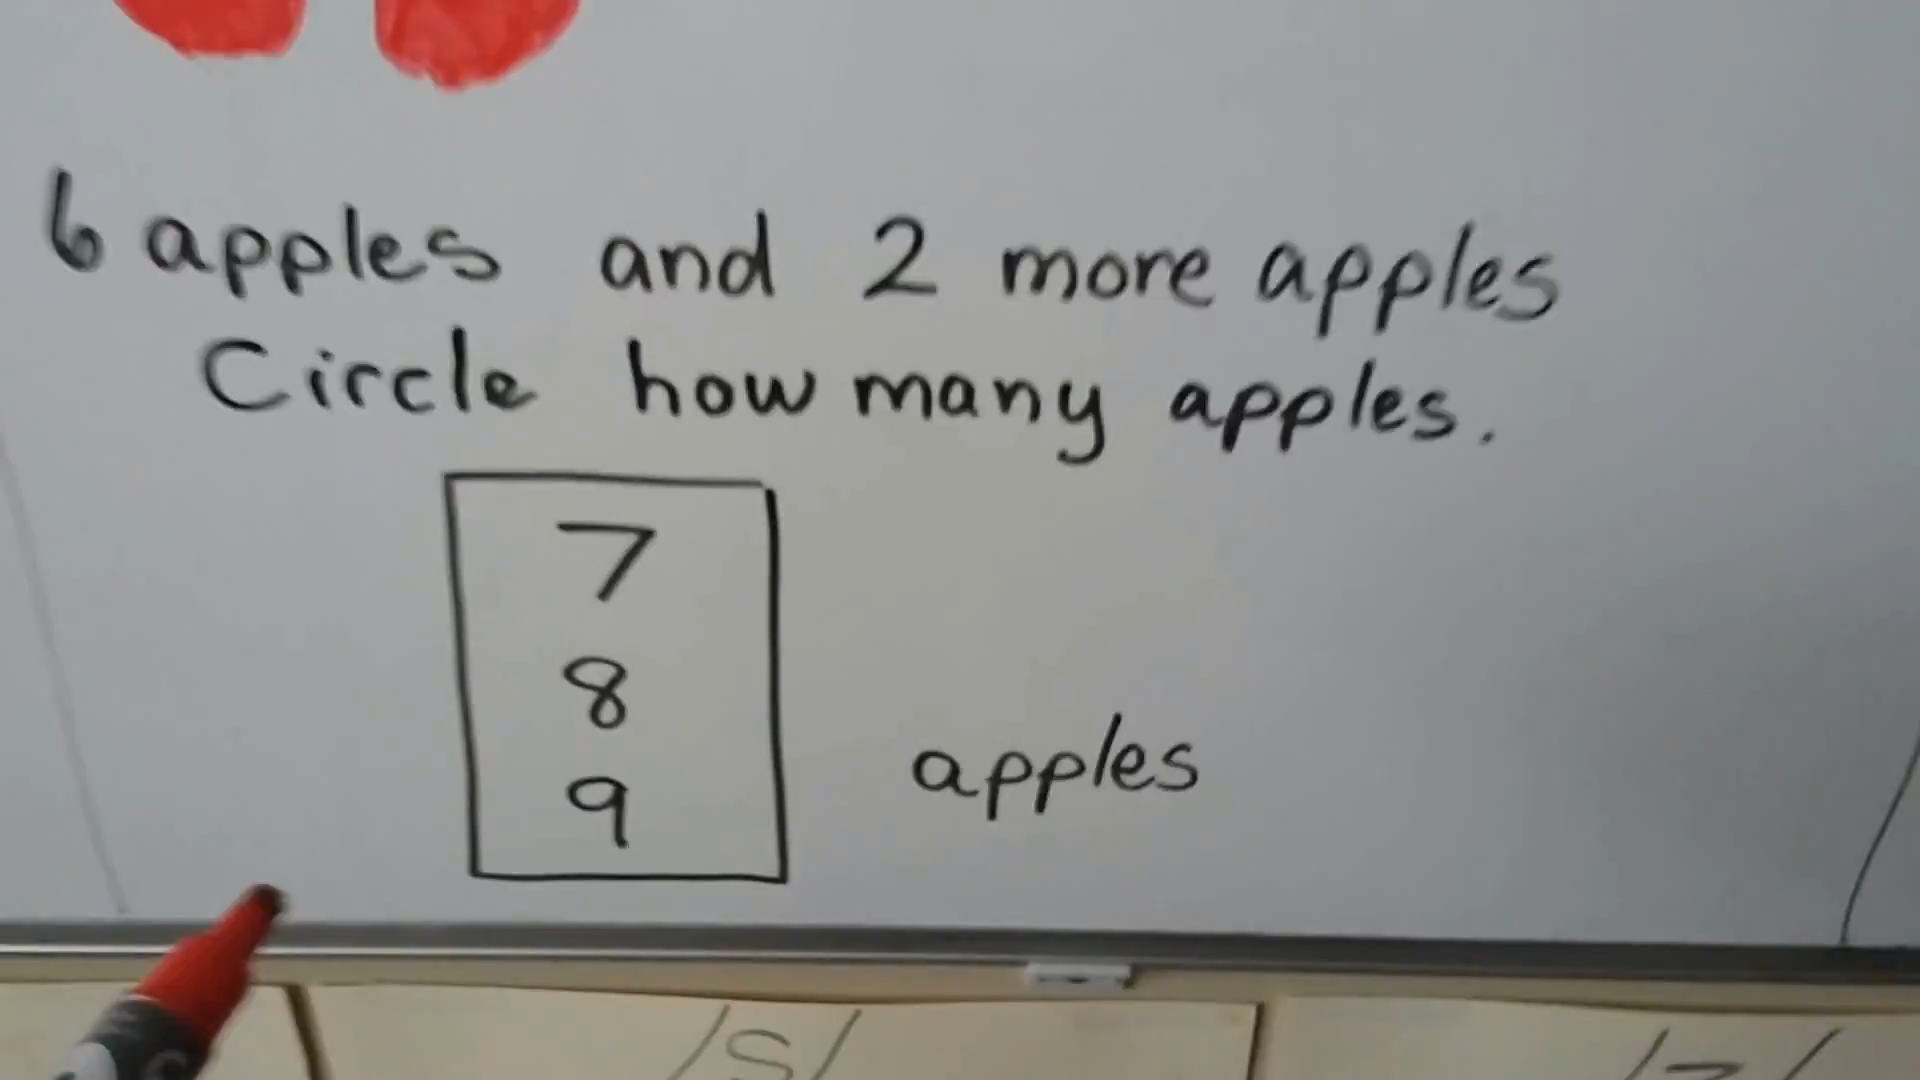 6 apples and 2 more apples
Circle how many apples.
7
8
9
apples
/s/
/z/